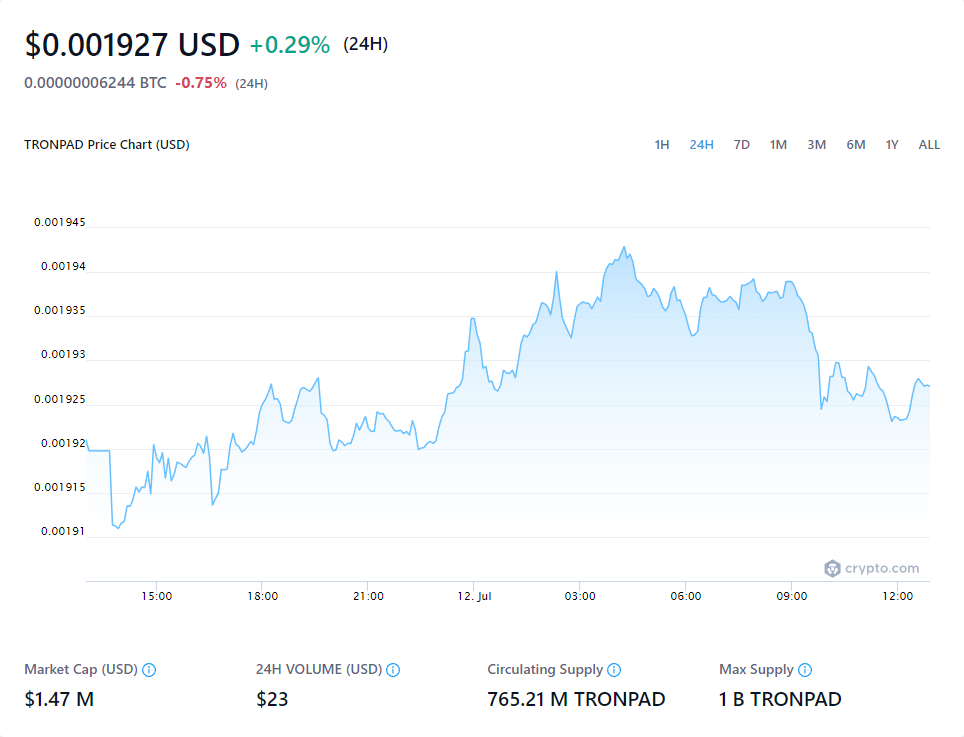 $0.001927 USD +0.29% (24H)
0.00000006244 BTC -0.75% (24H)
TRONPAD Price Chart (USD) 1H 24H 7D 1M 3M 6M 1Y ALL
0.001945
0.00194
0.001935
0.00193
0.001925
0.00192
0.001915
0.00191
crypto.com
15:00 18:00 21:00 12. Jul 03:00 06:00 09:00 12:00
Market Cap (USD) 24H VOLUME (USD) Circulating Supply Max Supply
$1.47 M $23 765.21 M TRONPAD 1 B TRONPAD